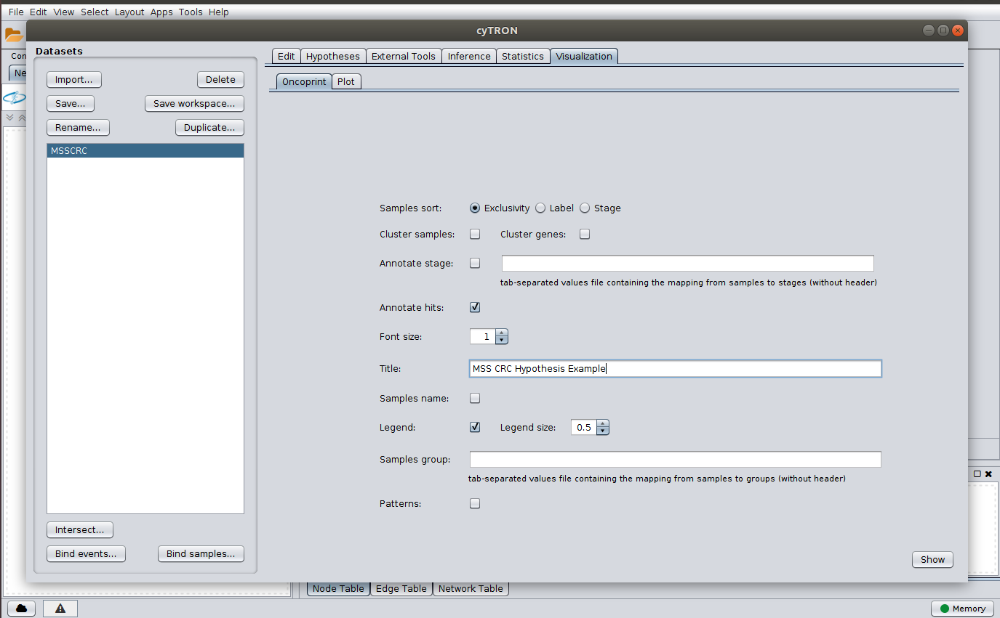 File Edit View Select Layout Apps Tools Help
cyTRON
Con
Ne
Datasets
Import...
Delete
Save...
Save workspace...
Rename...
Duplicate...
MSSCRC
Intersect...
Bind events...
Bind samples...
Edit Hypotheses External Tools Inference Statistics Visualization
Oncoprint Plot
Samples sort: Exclusivity Label Stage
Cluster samples: Cluster genes:
Annotate stage:
tab-separated values file containing the mapping from samples to stages (without header)
Annotate hits:
Font size: 1
Title: MSS CRC Hypothesis Example
Samples name:
Legend: Legend size: 0.5
Samples group:
tab-separated values file containing the mapping from samples to groups (without header)
Patterns:
Show
Node Table Edge Table Network Table
Memory